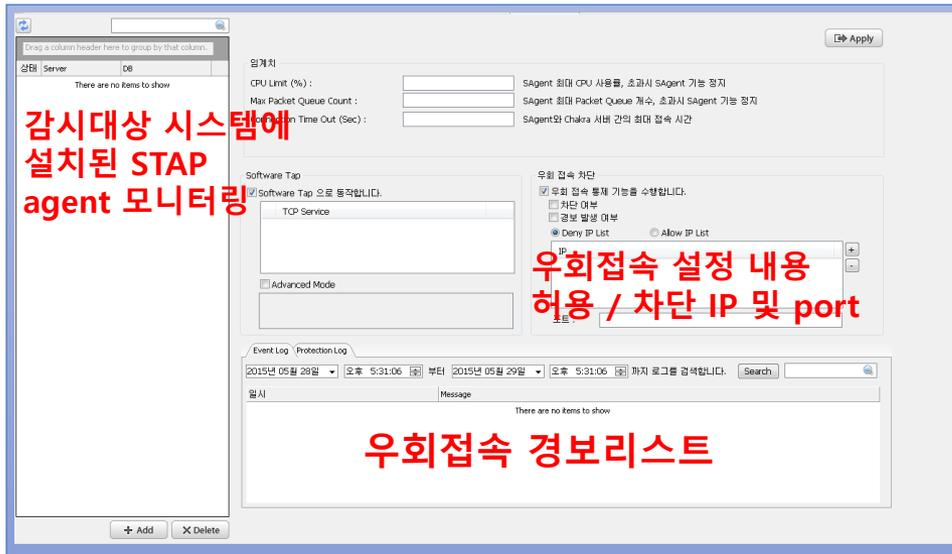 Drag a column header here to group by that column.
상태 Server DB
There are no items to show
감시대상 시스템에
설치된 STAP
agent 모니터링
Add Delete
Apply
임계치
CPU Limit (%) : SAgent 최대 CPU 사용률, 초과시 SAgent 기능 정지
Max Packet Queue Count : SAgent 최대 Packet Queue 개수, 초과시 SAgent 기능 정지
Connection Time Out (Sec) : SAgent와 Chakra 서버 간의 최대 접속 시간
Software Tap
Software Tap 으로 동작합니다.
TCP Service
Advanced Mode
우회 접속 차단
우회 접속 통제 기능을 수행합니다.
차단 여부
경보 발생 여부
Deny IP List Allow IP List
IP
+
-
우회접속 설정 내용
허용 / 차단 IP 및 port
포트 :
Event Log Protection Log
2015년 05월 28일 오후 5:31:06 부터 2015년 05월 29일 오후 5:31:06 까지 로그를 검색합니다. Search
일시 Message
There are no items to show
우회접속 경보리스트